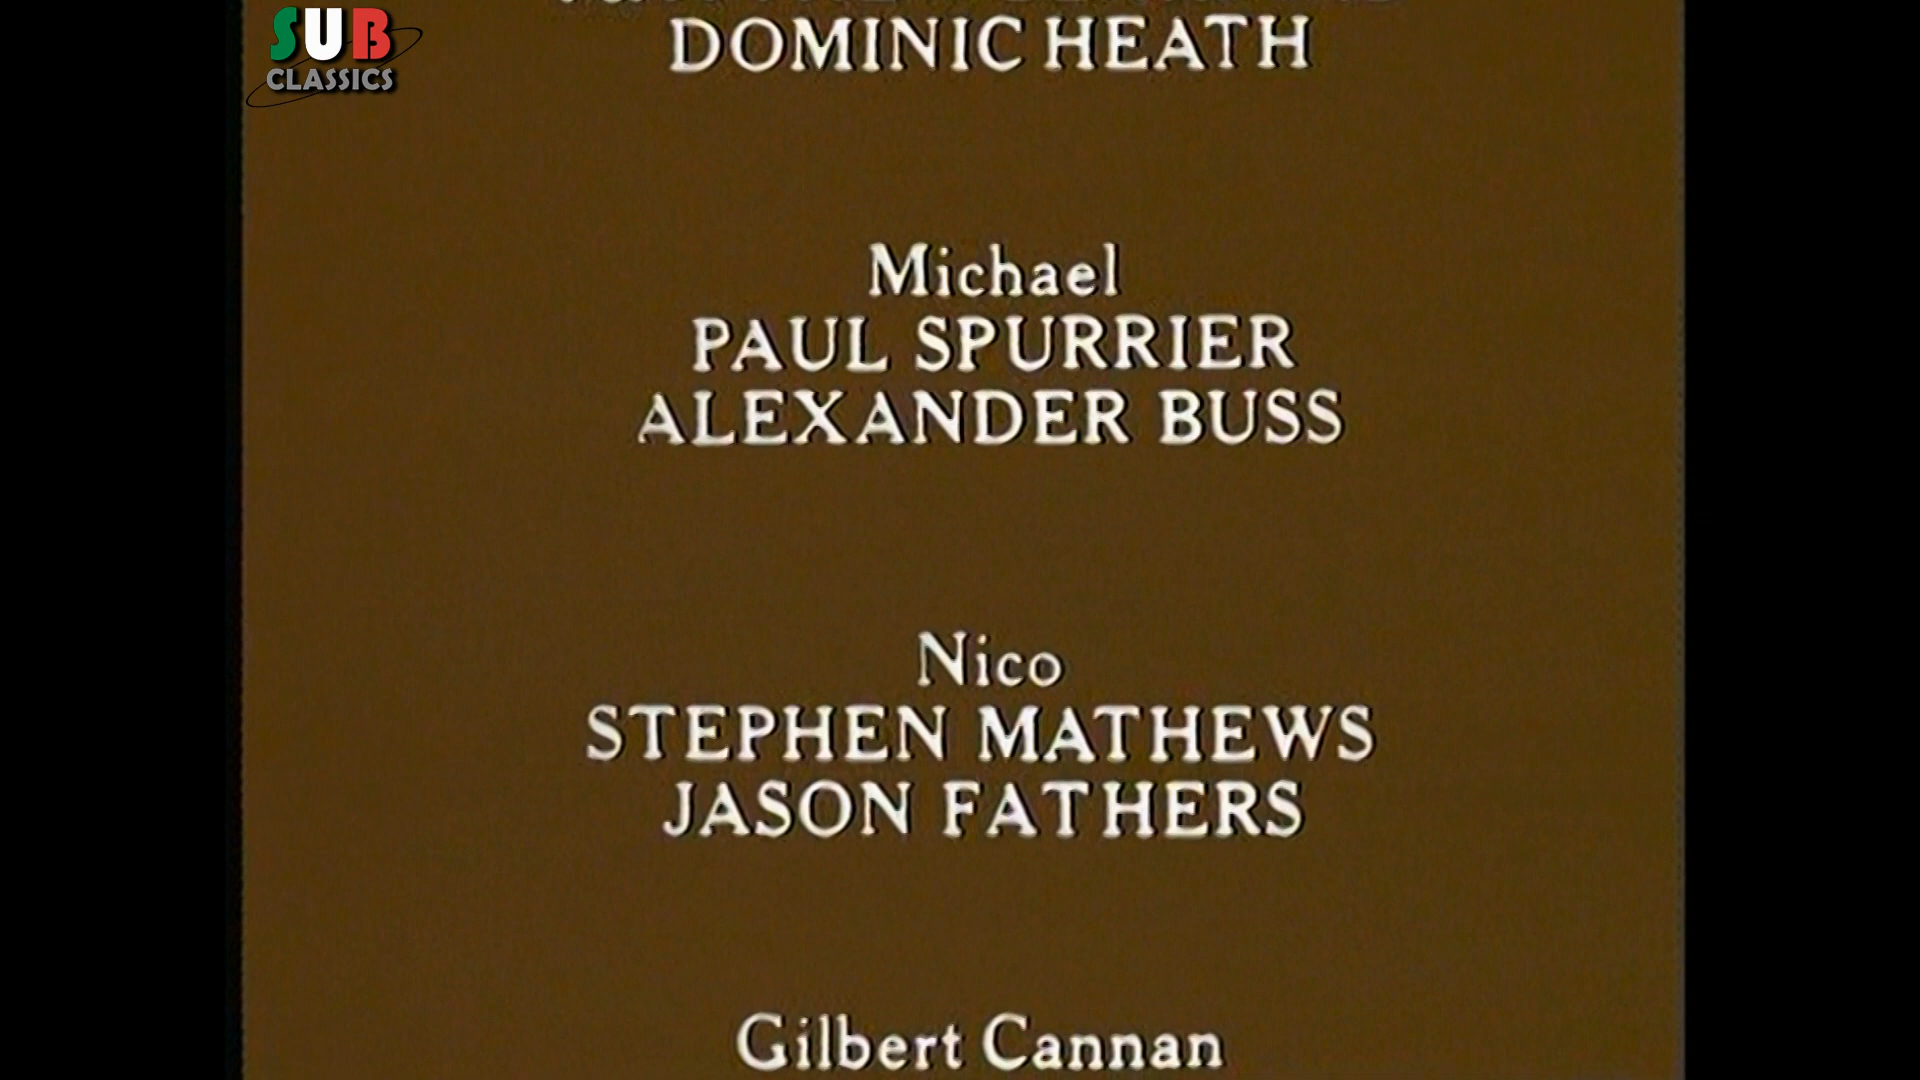 SUB
CLASSICS
DOMINIC HEATH
Michael
PAUL SPURRIER
ALEXANDER BUSS
Nico
STEPHEN MATHEWS
JASON FATHERS
Gilbert Cannan